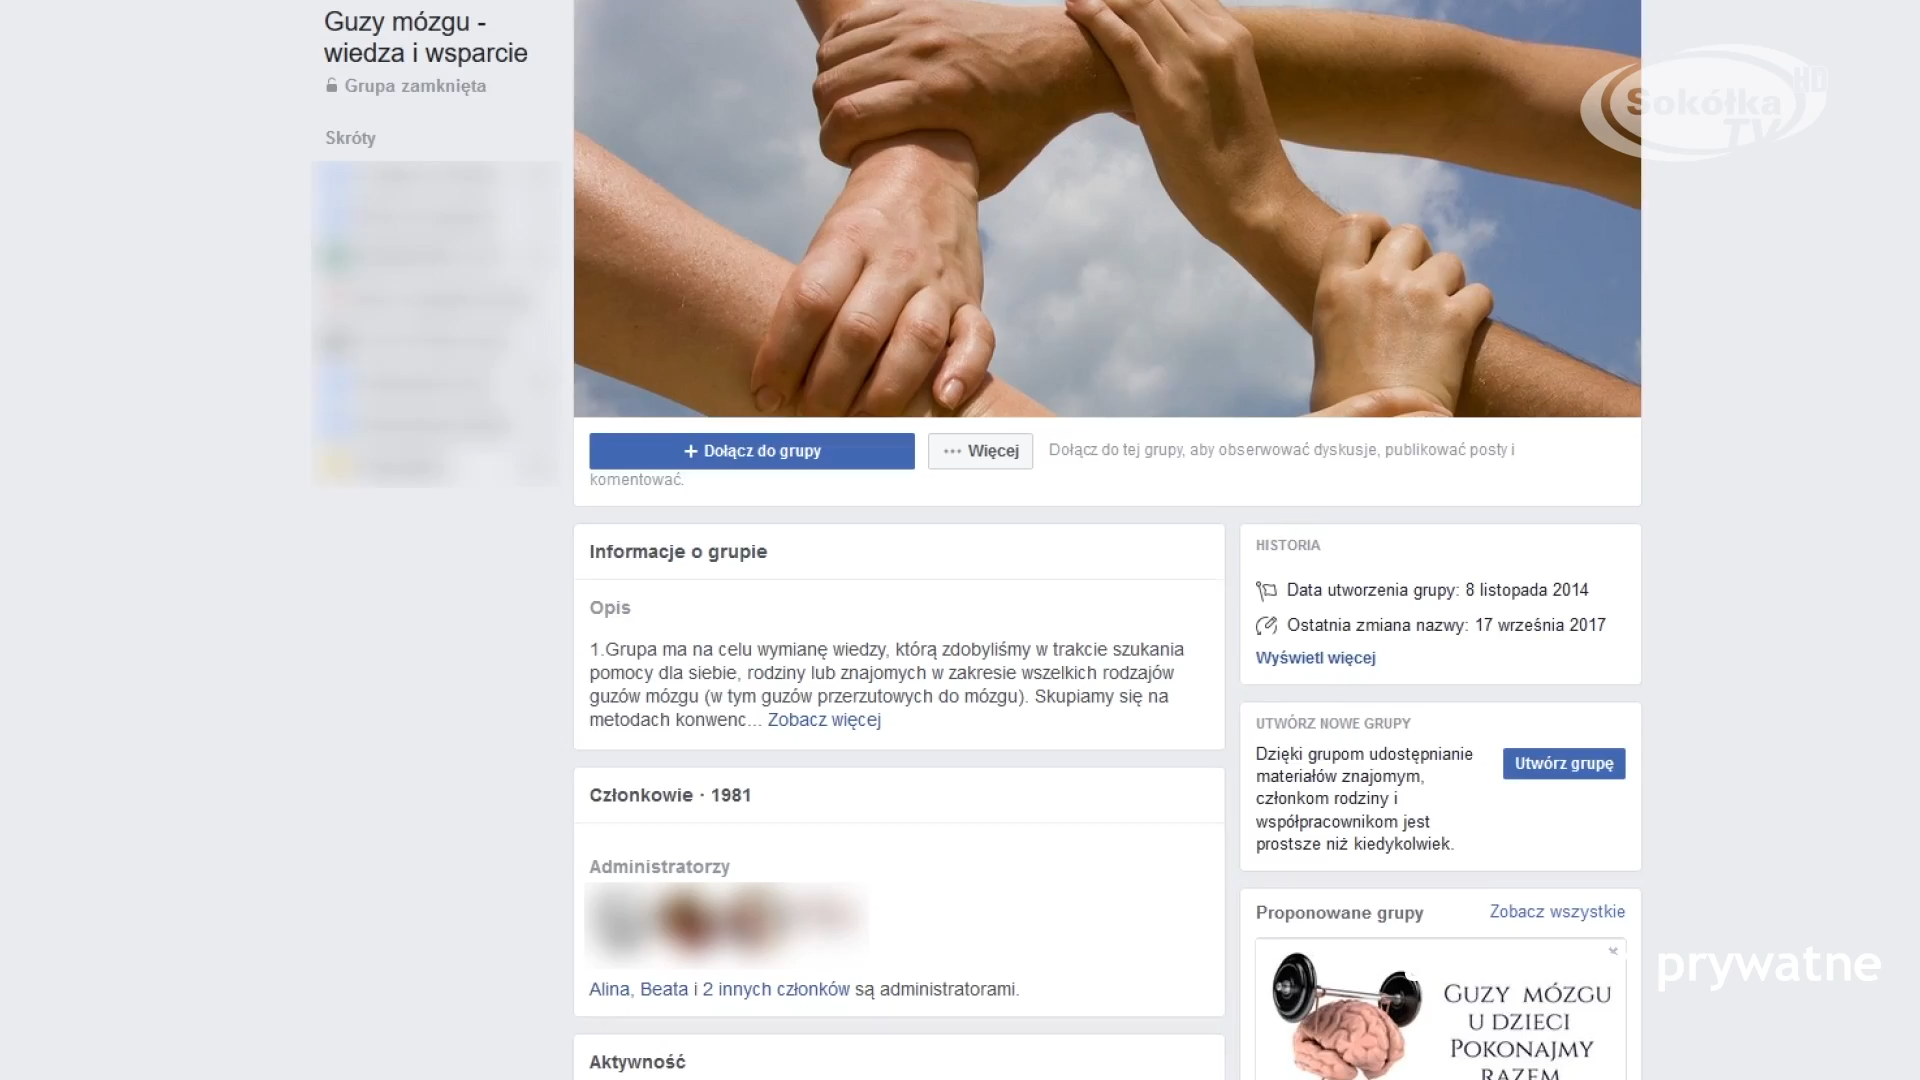 Guzy mózgu -
wiedza i wsparcie
Grupa zamknięta
Skróty
Sokółka
TV
HD
+ Dołącz do grupy
··· Więcej
Dołącz do tej grupy, aby obserwować dyskusje, publikować posty i
komentować.
Informacje o grupie
Opis
1.Grupa ma na celu wymianę wiedzy, którą zdobyliśmy w trakcie szukania
pomocy dla siebie, rodziny lub znajomych w zakresie wszelkich rodzajów
guzów mózgu (w tym guzów przerzutowych do mózgu). Skupiamy się na
metodach konwenc... Zobacz więcej
Członkowie · 1981
Administratorzy
Alina, Beata i 2 innych członków są administratorami.
Aktywność
HISTORIA
Data utworzenia grupy: 8 listopada 2014
Ostatnia zmiana nazwy: 17 września 2017
Wyświetl więcej
UTWÓRZ NOWE GRUPY
Dzięki grupom udostępnianie
materiałów znajomym,
członkom rodziny i
współpracownikom jest
prostsze niż kiedykolwiek.
Utwórz grupę
Proponowane grupy
Zobacz wszystkie
GUZY MÓZGU
U DZIECI
POKONAJMY
RAZEM
prywatne